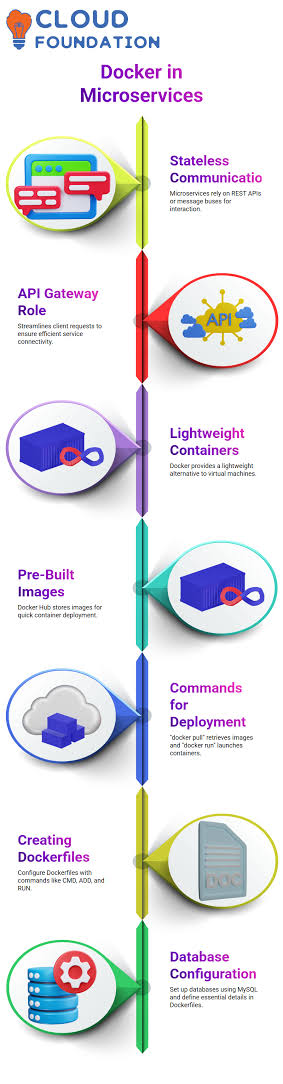 CLOUD
FOUNDATION
Docker in
Microservices
Stateless
Communicatio
Microservices rely on REST APIs
or message buses for
interaction.
API Gateway
Role
Streamlines client requests to
ensure efficient service
connectivity.
API
Lightweight
Containers
Docker provides a lightweight
alternative to virtual machines.
Pre-Built
Images
Docker Hub stores images for
quick container deployment.
Commands
for
Deployment
"docker pull" retrieves images
and "docker run" launches
containers.
Creating
Dockerfiles
Configure Dockerfiles with
commands like CMD, ADD, and
RUN.
DOC
Database
Configuration
Set up databases using MySQL
and define essential details in
Dockerfiles.